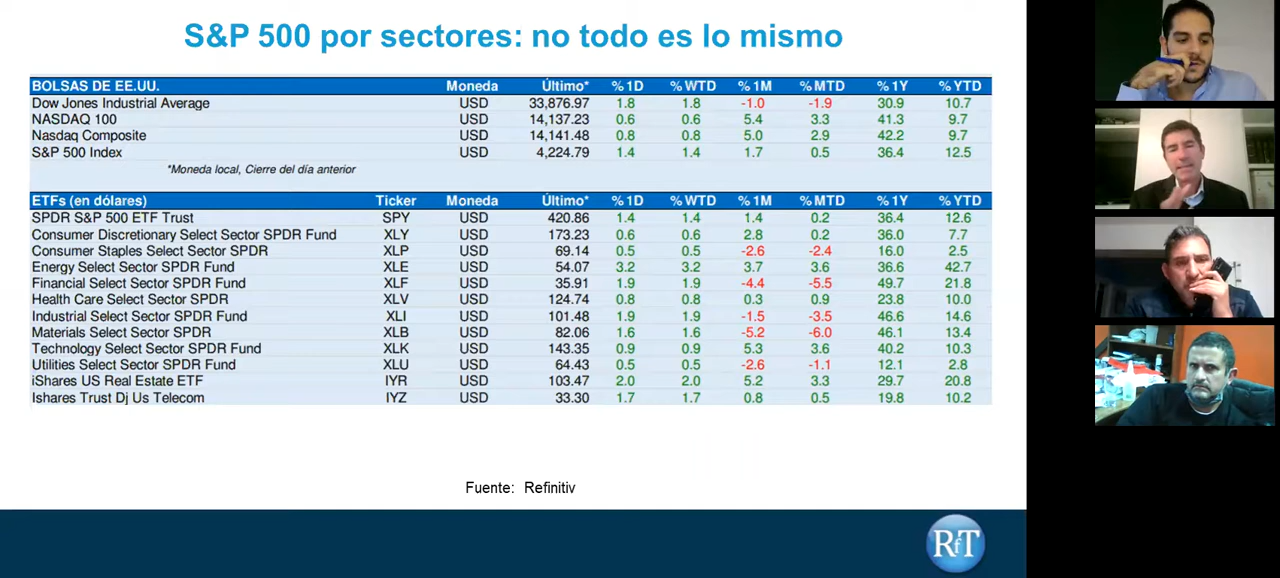 S&P 500 por sectores: no todo es lo mismo
BOLSAS DE EE.UU. Moneda Último* % 1D % WTD % 1M % MTD % 1Y % YTD
Dow Jones Industrial Average USD 33,876.97 1.8 1.8 -1.0 -1.9 30.9 10.7
NASDAQ 100 USD 14,137.23 0.6 0.6 5.4 3.3 41.3 9.7
Nasdaq Composite USD 14,141.48 0.8 0.8 5.0 2.9 42.2 9.7
S&P 500 Index USD 4,224.79 1.4 1.4 1.7 0.5 36.4 12.5
*Moneda local, Cierre del día anterior
ETFs (en dólares) Ticker Moneda Último* % 1D % WTD % 1M % MTD % 1Y % YTD
SPDR S&P 500 ETF Trust SPY USD 420.86 1.4 1.4 1.4 0.2 36.4 12.6
Consumer Discretionary Select Sector SPDR Fund XLY USD 173.23 0.6 0.6 2.8 0.2 36.0 7.7
Consumer Staples Select Sector SPDR XLP USD 69.14 0.5 0.5 -2.6 -2.4 16.0 2.5
Energy Select Sector SPDR Fund XLE USD 54.07 3.2 3.2 3.7 3.6 36.6 42.7
Financial Select Sector SPDR Fund XLF USD 35.91 1.9 1.9 -4.4 -5.5 49.7 21.8
Health Care Select Sector SPDR XLV USD 124.74 0.8 0.8 0.3 0.9 23.8 10.0
Industrial Select Sector SPDR Fund XLI USD 101.48 1.9 1.9 -1.5 -3.5 46.6 14.6
Materials Select Sector SPDR XLB USD 82.06 1.6 1.6 -5.2 -6.0 46.1 13.4
Technology Select Sector SPDR Fund XLK USD 143.35 0.9 0.9 5.3 3.6 40.2 10.3
Utilities Select Sector SPDR Fund XLU USD 64.43 0.5 0.5 -2.6 -1.1 12.1 2.8
iShares US Real Estate ETF IYR USD 103.47 2.0 2.0 5.2 3.3 29.7 20.8
Ishares Trust Dj Us Telecom IYZ USD 33.30 1.7 1.7 0.8 0.5 19.8 10.2
Fuente: Refinitiv
RfT